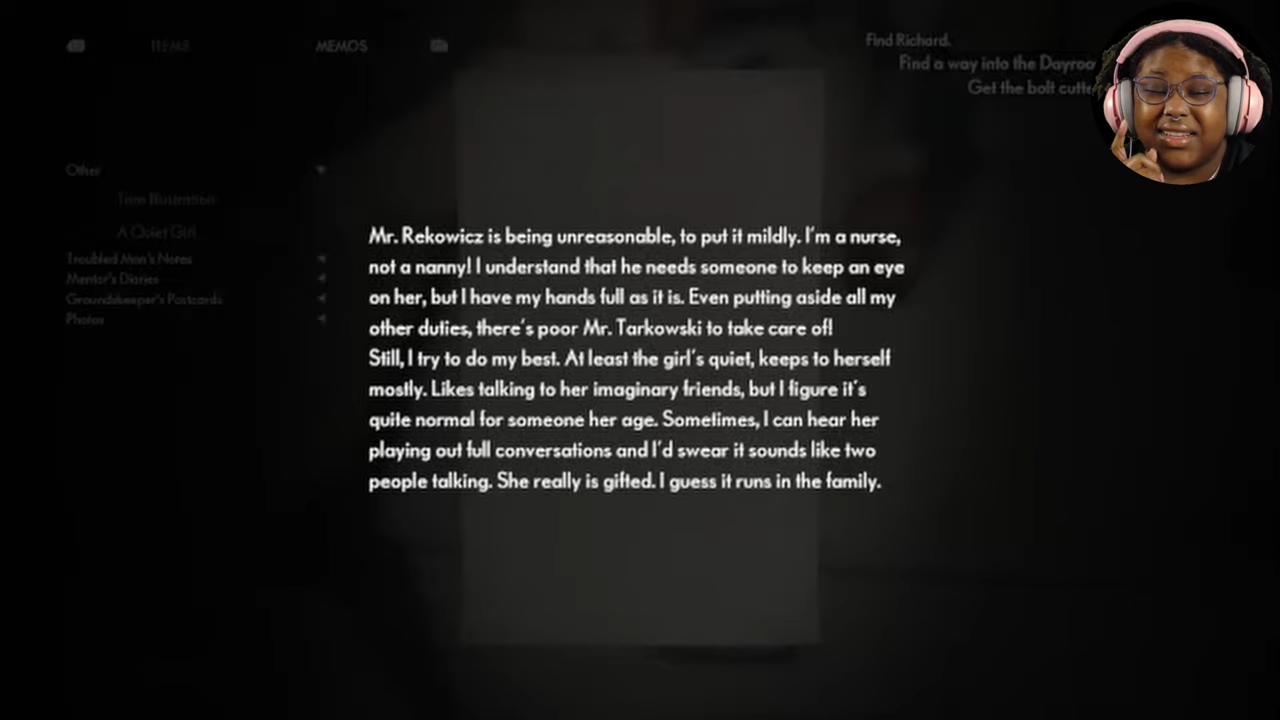 ITEMS
MEMOS
Find Richard.
Find a way into the Dayroo
Get the bolt cutte
Other
Tree Illustration
A Quiet Girl
Troubled Man's Notes
Mentor's Diaries
Groundskeeper's Postcards
Photos
Mr. Rekowicz is being unreasonable, to put it mildly. I'm a nurse,
not a nanny! I understand that he needs someone to keep an eye
on her, but I have my hands full as it is. Even putting aside all my
other duties, there's poor Mr. Tarkowski to take care of!
Still, I try to do my best. At least the girl's quiet, keeps to herself
mostly. Likes talking to her imaginary friends, but I figure it's
quite normal for someone her age. Sometimes, I can hear her
playing out full conversations and I'd swear it sounds like two
people talking. She really is gifted. I guess it runs in the family.